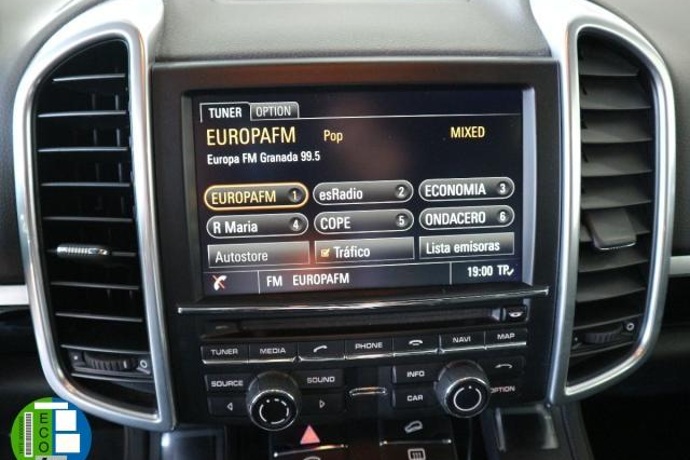 TUNER OPTION
EUROPAFM Pop MIXED
Europa FM Granada 99.5
EUROPAFM 1 esRadio 2 ECONOMIA 3
R Maria 4 COPE 5 ONDACERO 6
Autostore Tráfico Lista emisoras
FM EUROPAFM 19:00 TP
TUNER MEDIA PHONE NAVI MAP
SOURCE SOUND INFO
CAR OPTION
ECO